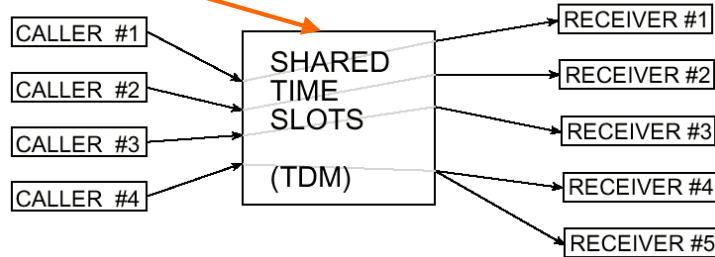 CALLER #1
CALLER #2
CALLER #3
CALLER #4
SHARED
TIME
SLOTS
(TDM)
RECEIVER #1
RECEIVER #2
RECEIVER #3
RECEIVER #4
RECEIVER #5